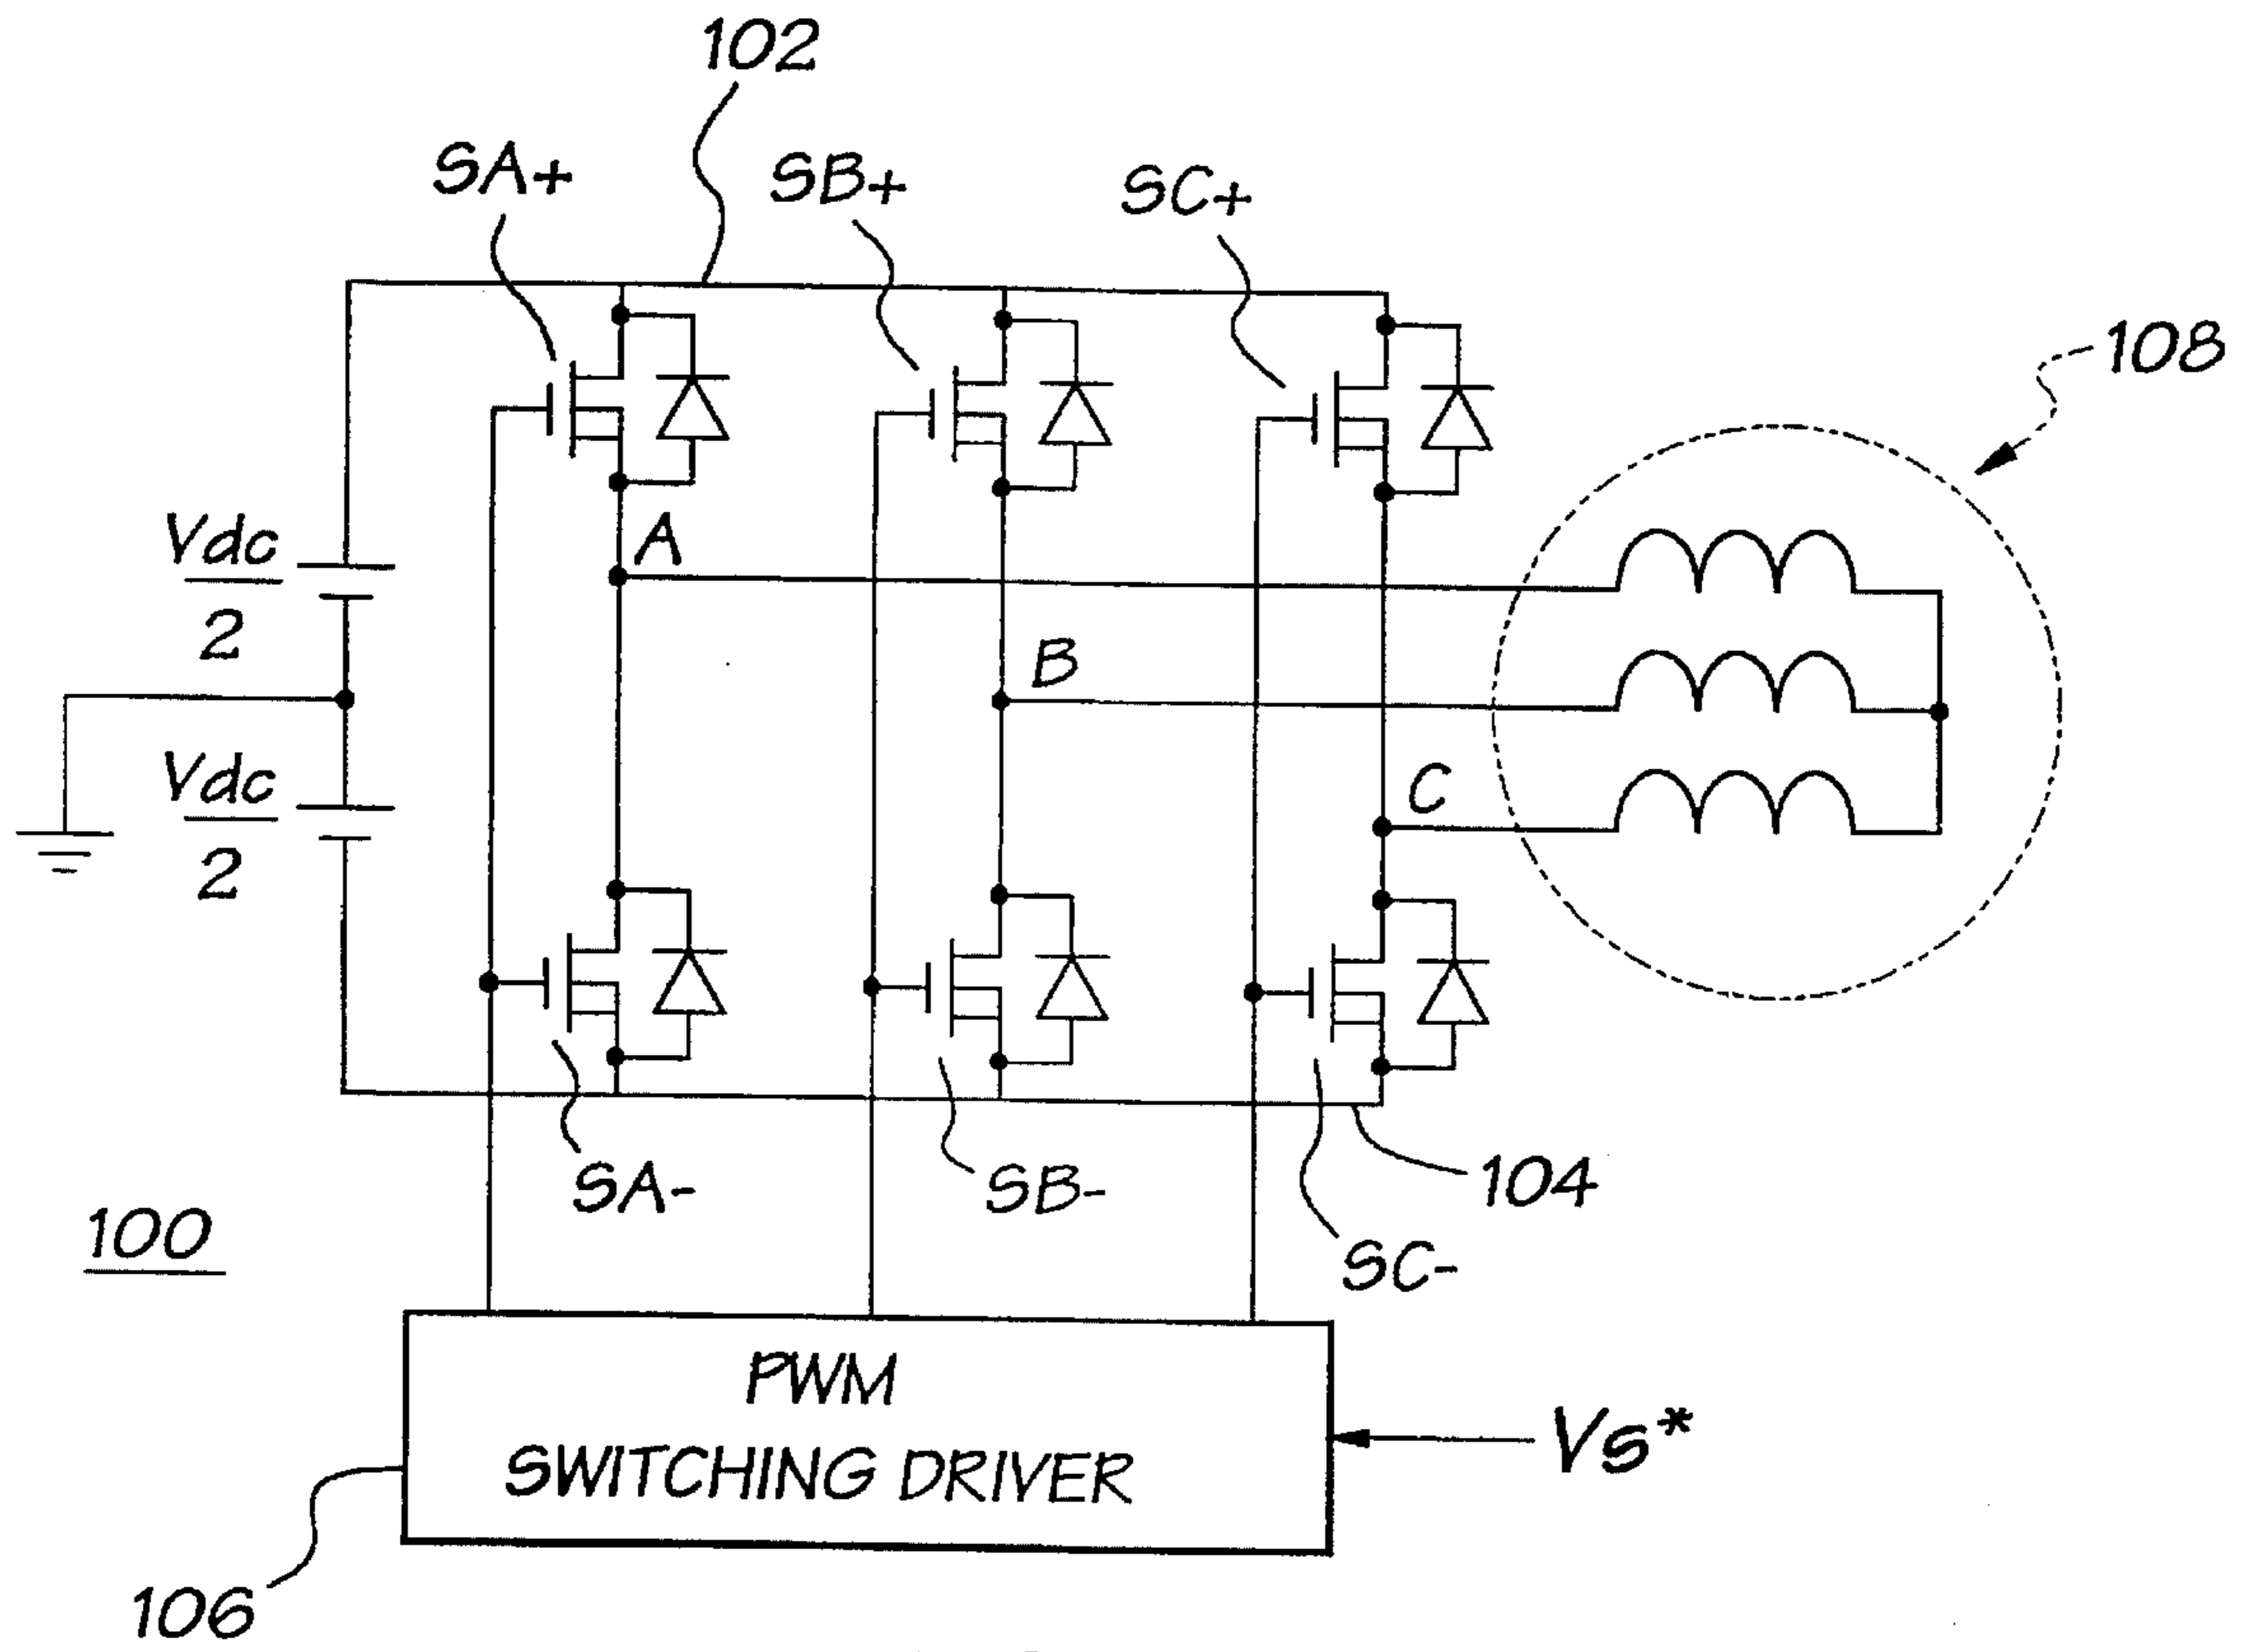 102
SA+
SB+
SC+
108
Vdc
2
A
B
Vdc
2
C
SA-
SB-
104
SC-
100
PWM
SWITCHING DRIVER
Vs*
106